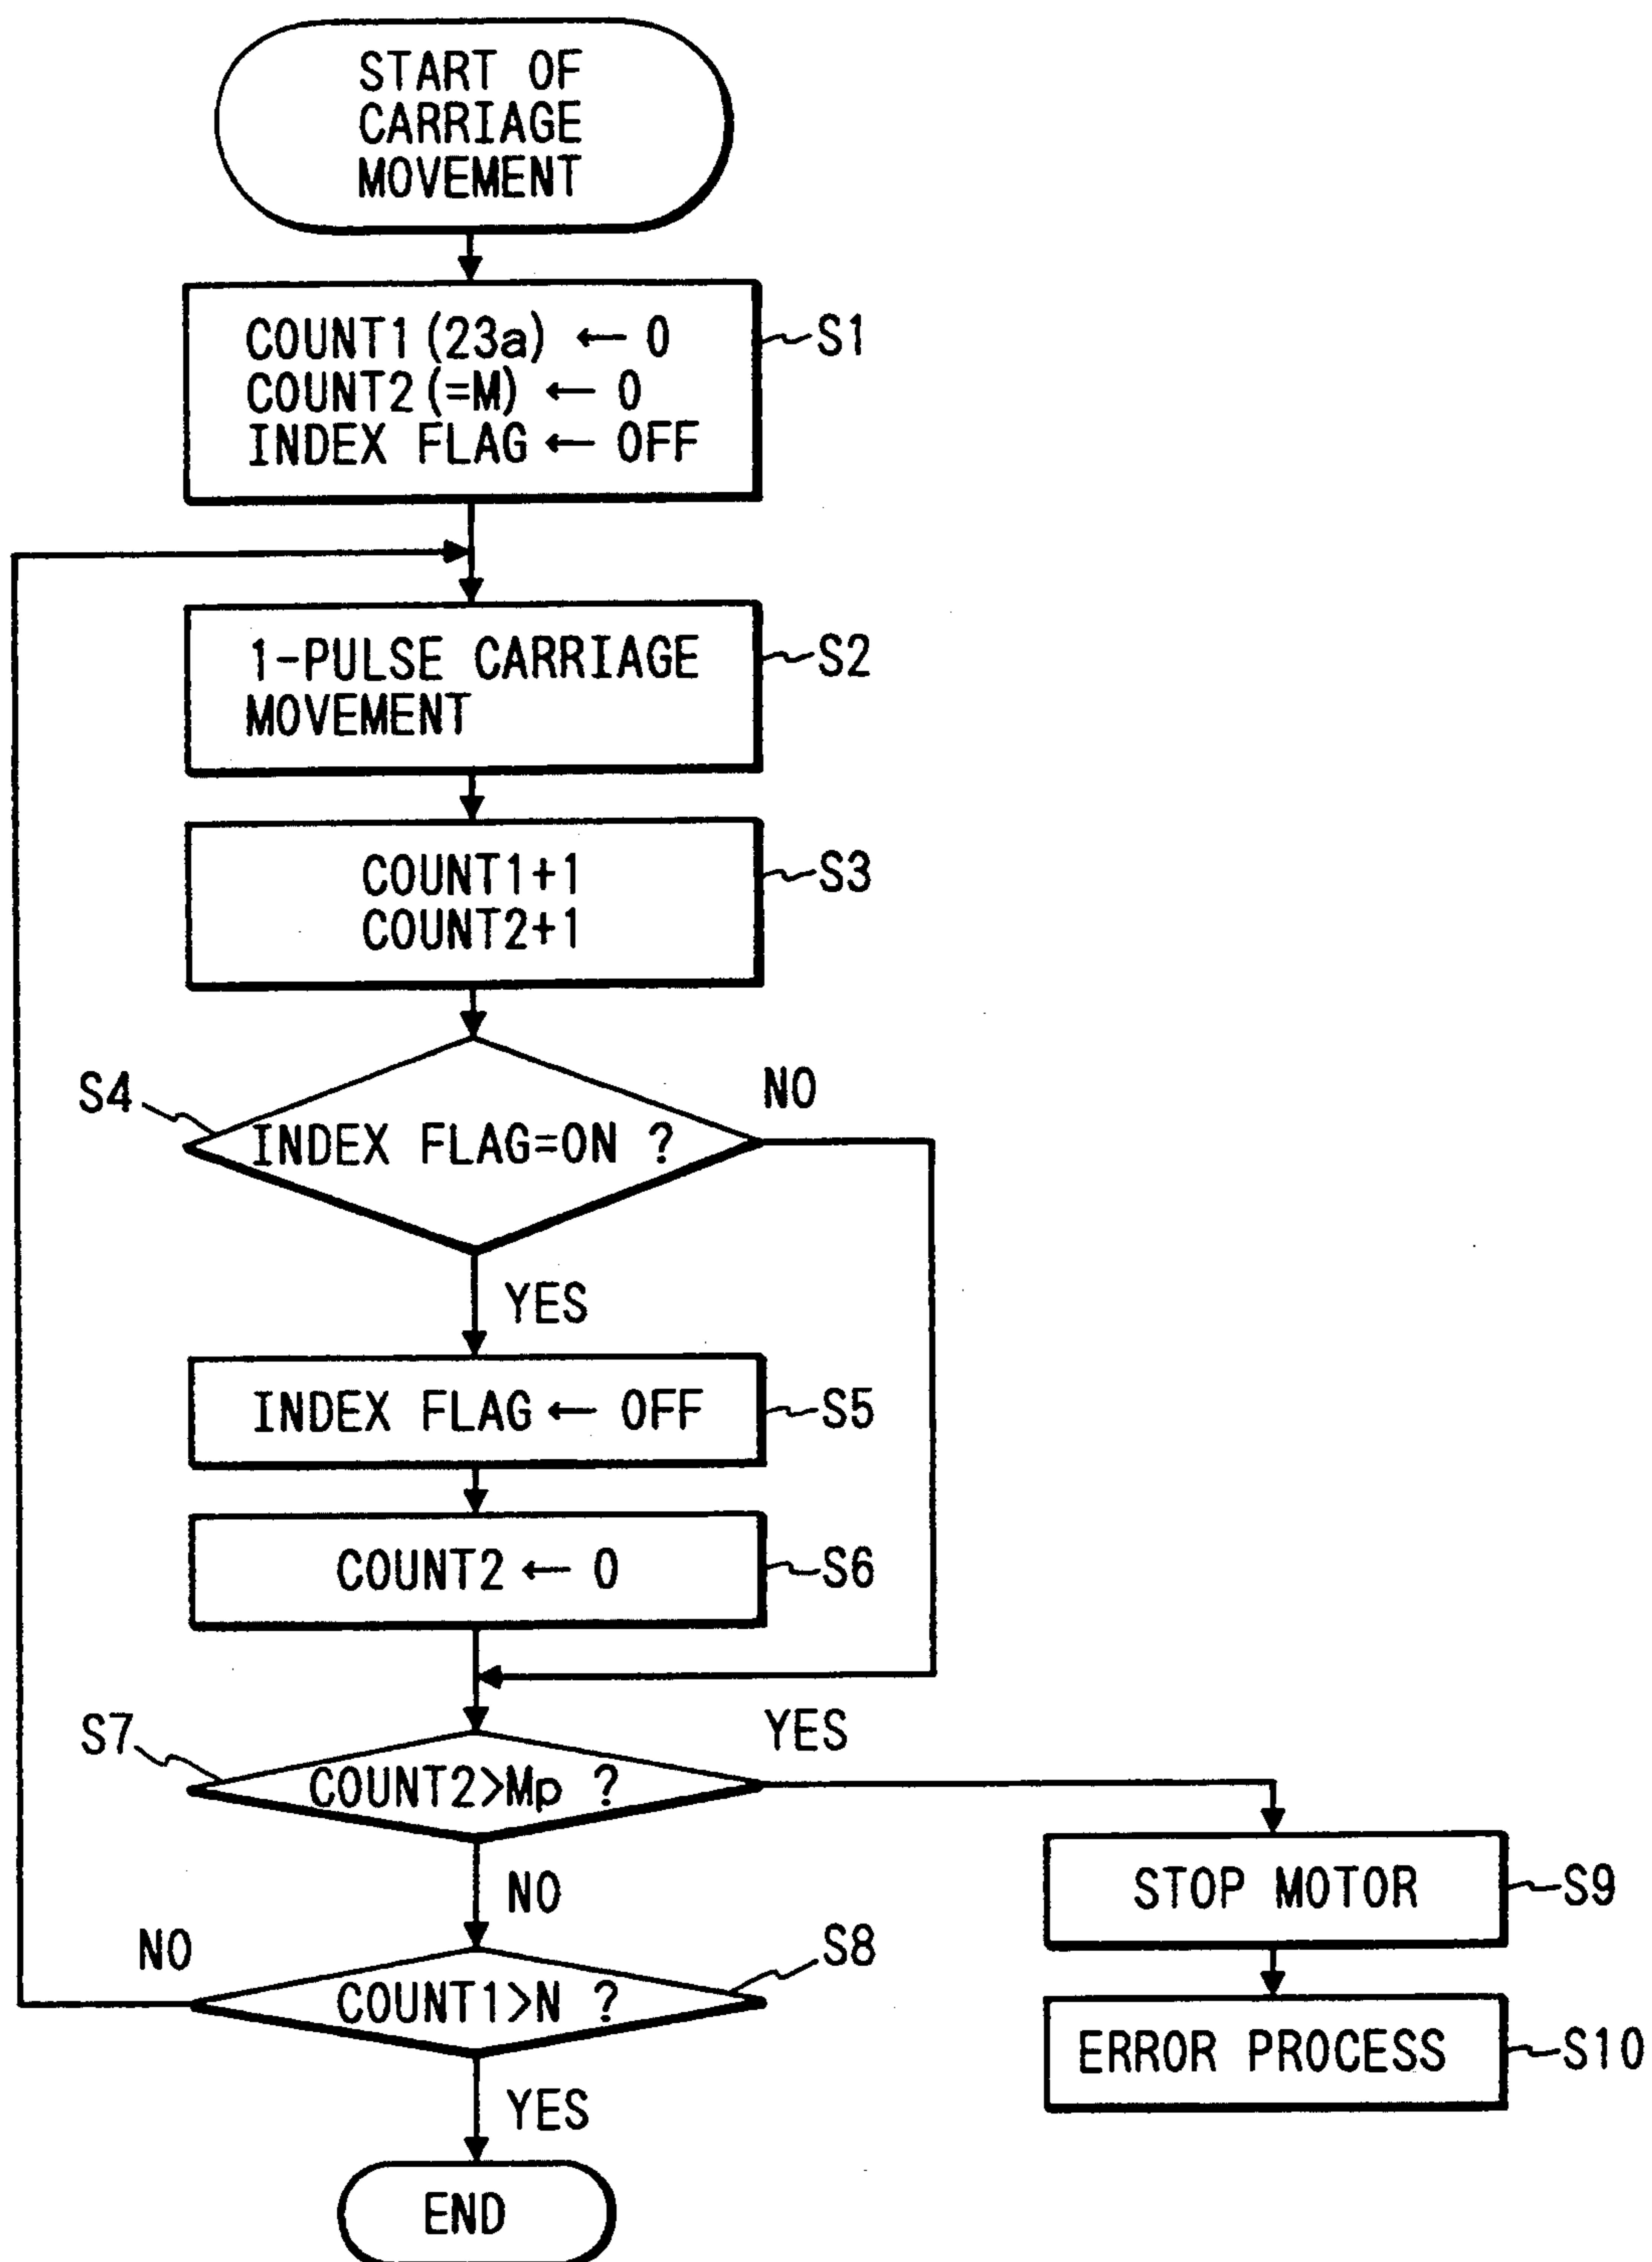 START OF
CARRIAGE
MOVEMENT
COUNT1(23a) ← 0
COUNT2(=M) ← 0
INDEX FLAG ← OFF
S1
1-PULSE CARRIAGE
MOVEMENT
S2
COUNT1+1
COUNT2+1
S3
S4
INDEX FLAG=ON ?
NO
YES
INDEX FLAG ← OFF
S5
COUNT2 ← 0
S6
S7
COUNT2>Mp ?
YES
NO
STOP MOTOR
S9
NO
COUNT1>N ?
S8
ERROR PROCESS
S10
YES
END